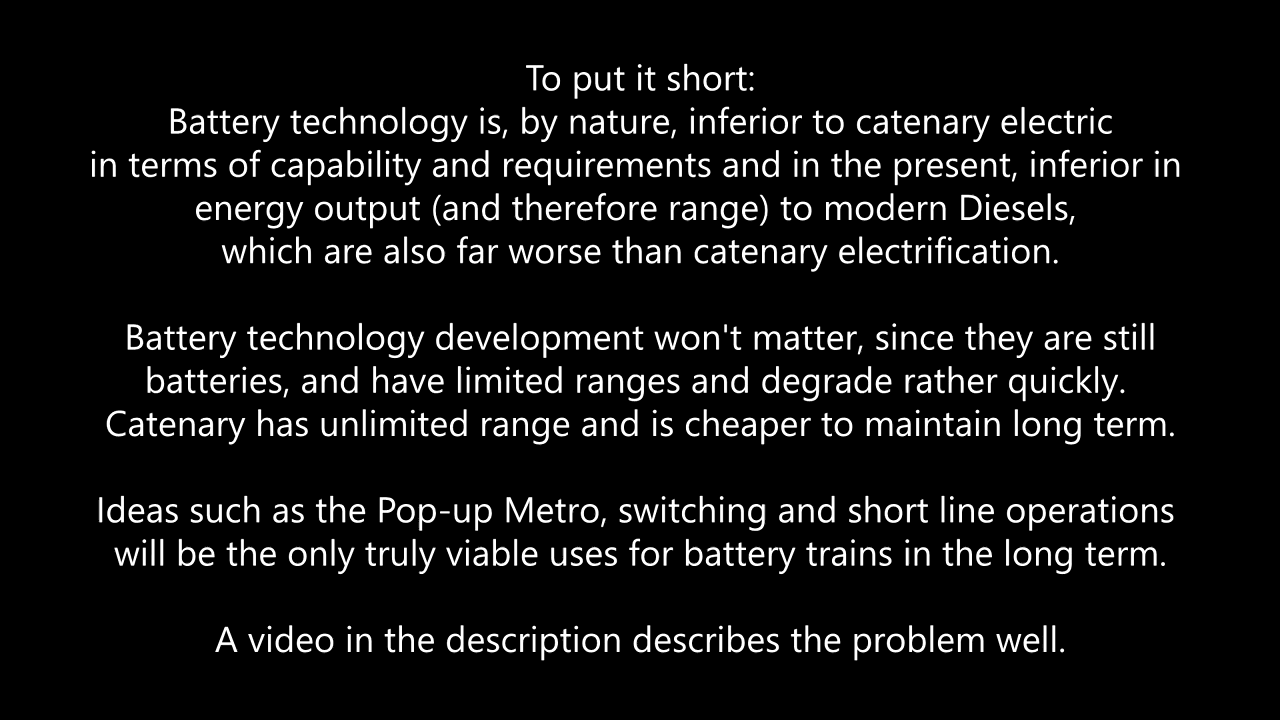 To put it short:
Battery technology is, by nature, inferior to catenary electric
in terms of capability and requirements and in the present, inferior in
energy output (and therefore range) to modern Diesels,
which are also far worse than catenary electrification.
Battery technology development won't matter, since they are still
batteries, and have limited ranges and degrade rather quickly.
Catenary has unlimited range and is cheaper to maintain long term.
Ideas such as the Pop-up Metro, switching and short line operations
will be the only truly viable uses for battery trains in the long term.
A video in the description describes the problem well.